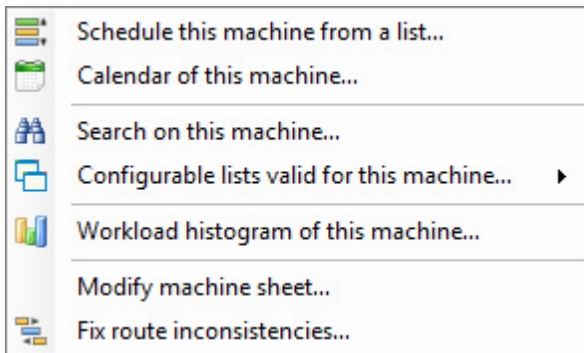 Schedule this machine from a list...
Calendar of this machine...
Search on this machine...
Configurable lists valid for this machine...
Workload histogram of this machine...
Modify machine sheet...
Fix route inconsistencies...